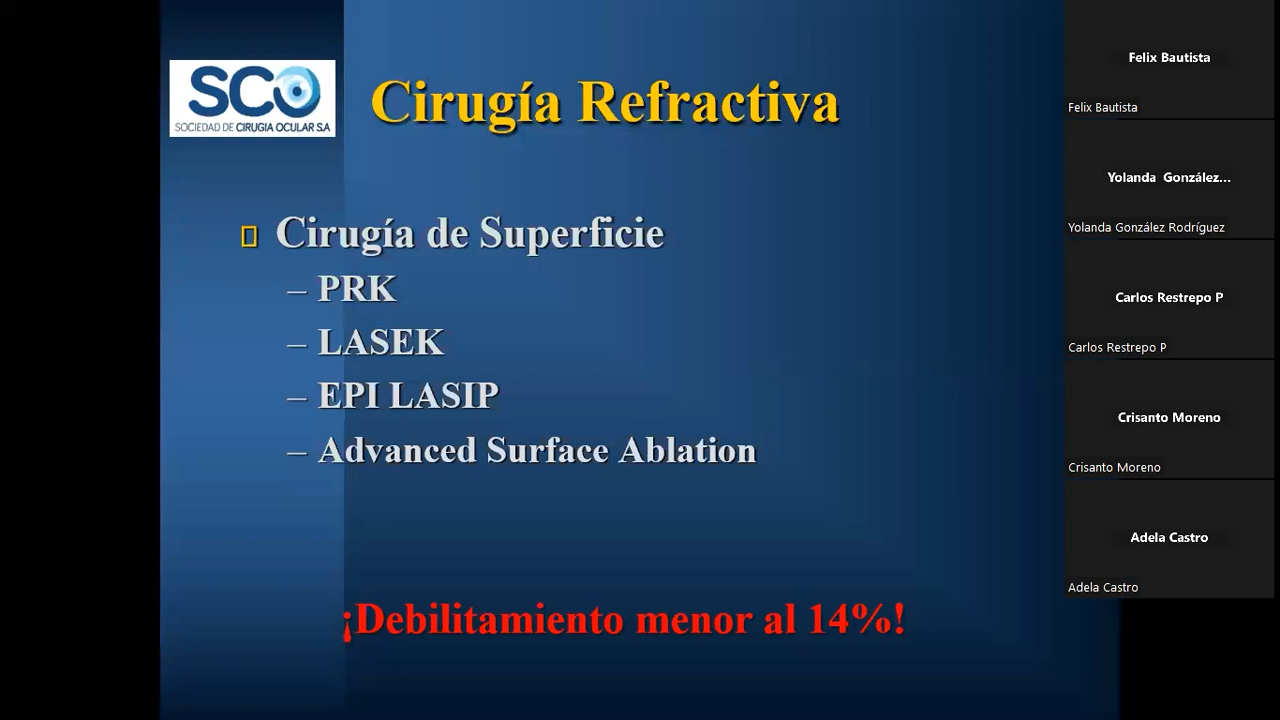 SCO
SOCIEDAD DE CIRUGIA OCULAR S.A
Cirugía Refractiva
Cirugía de Superficie
– PRK
– LASEK
– EPI LASIP
– Advanced Surface Ablation
¡Debilitamiento menor al 14%!
Felix Bautista
Felix Bautista
Yolanda González...
Yolanda González Rodríguez
Carlos Restrepo P
Carlos Restrepo P
Crisanto Moreno
Crisanto Moreno
Adela Castro
Adela Castro